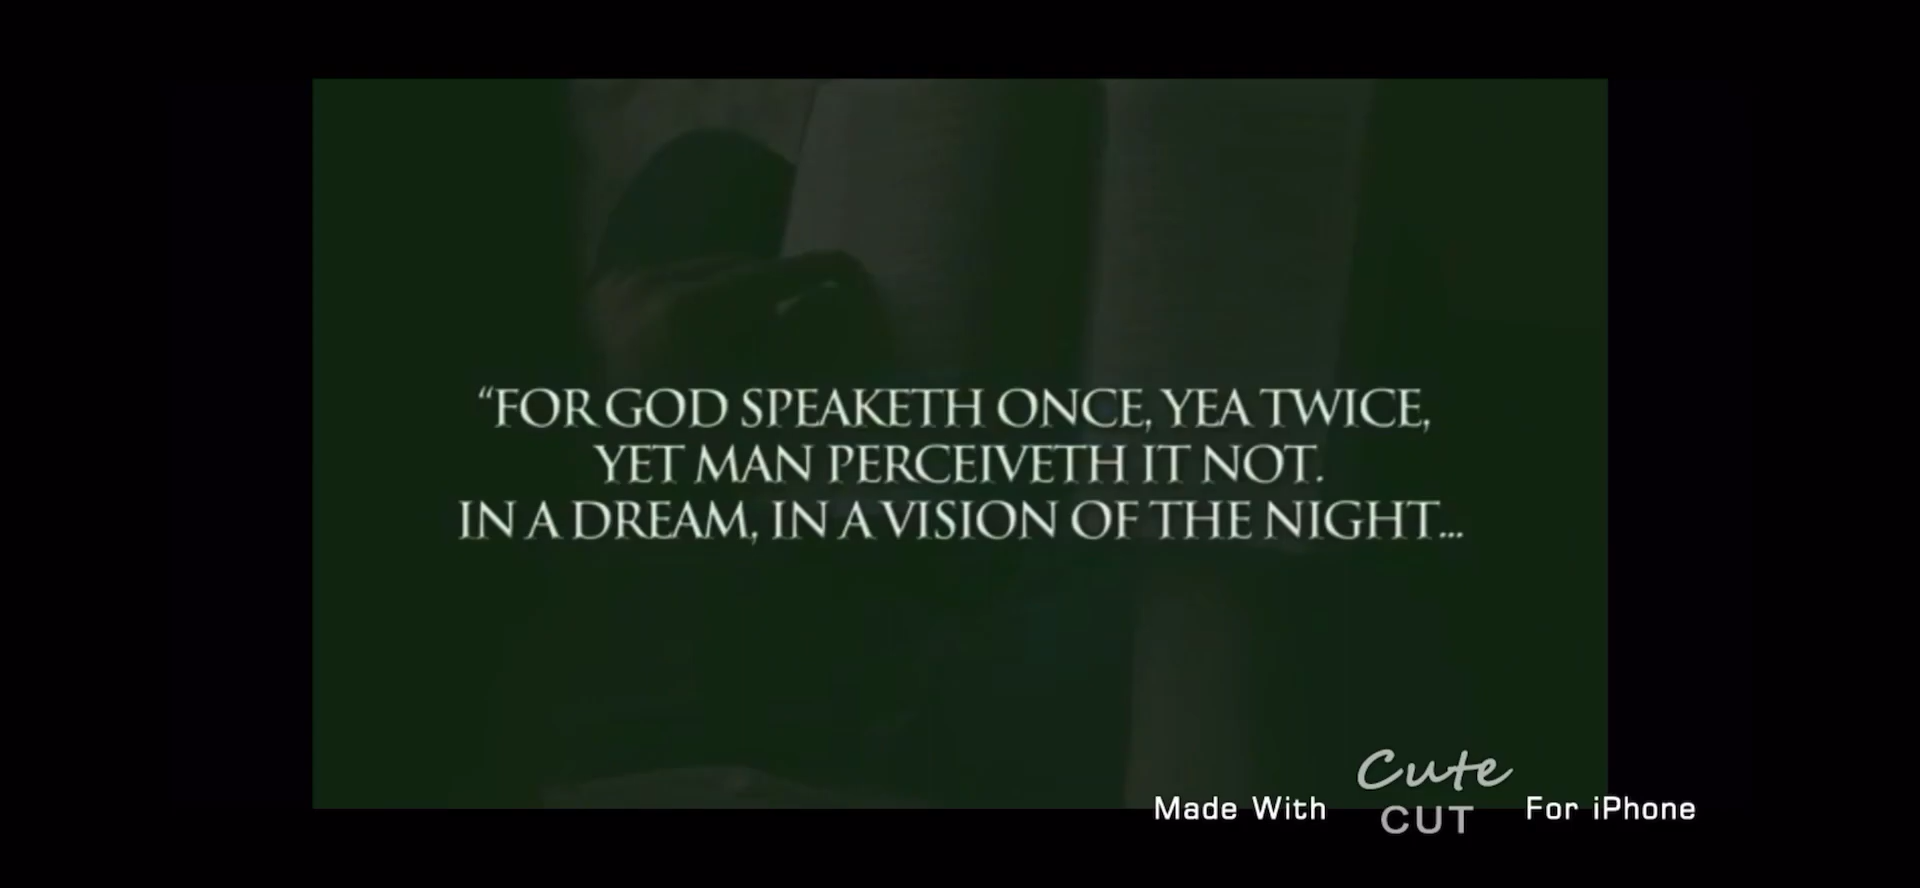 “FOR GOD SPEAKETH ONCE, YEA TWICE,
YET MAN PERCEIVETH IT NOT.
IN A DREAM, IN A VISION OF THE NIGHT...
Made With Cute CUT For iPhone